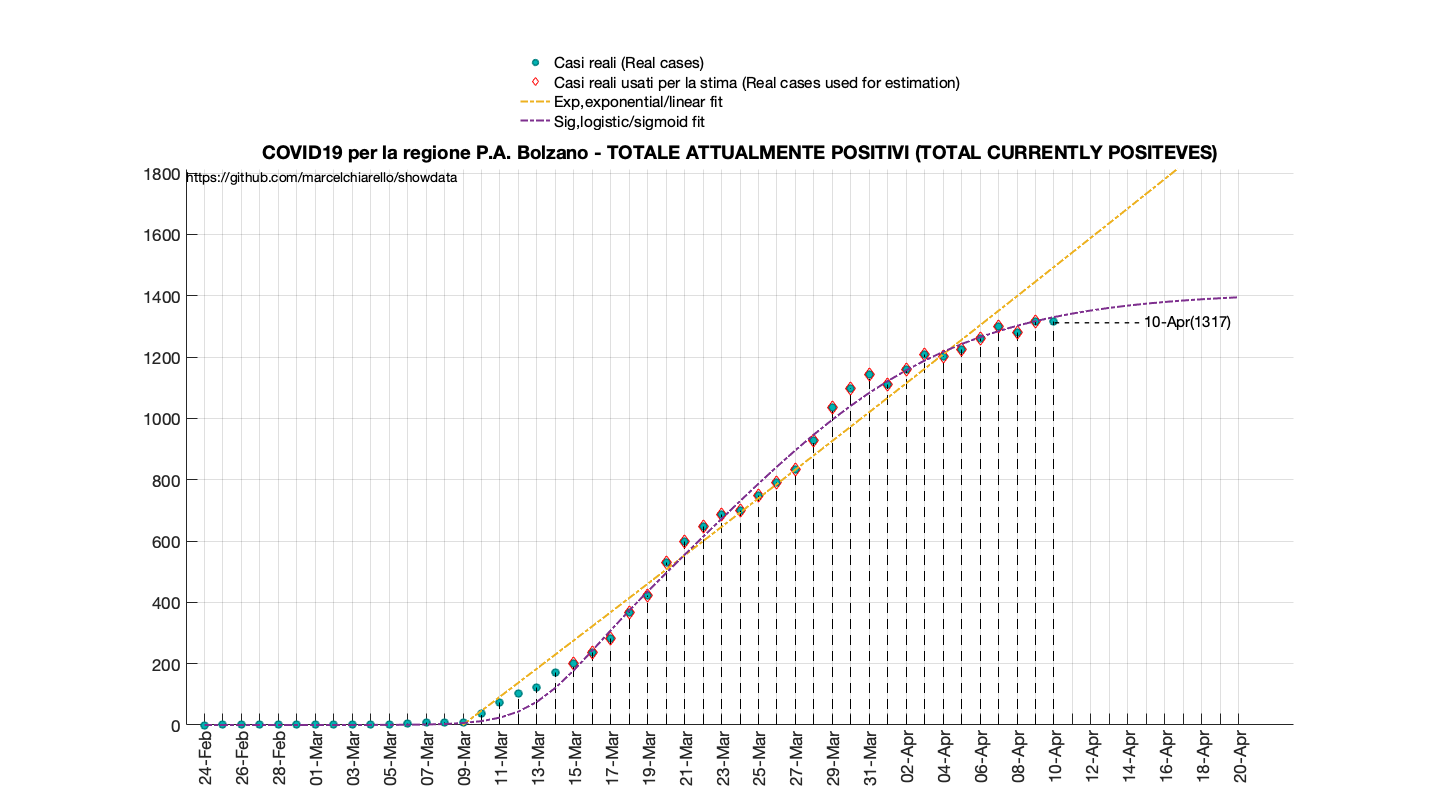 Casi reali (Real cases)
Casi reali usati per la stima (Real cases used for estimation)
Exp,exponential/linear fit
Sig,logistic/sigmoid fit
COVID19 per la regione P.A. Bolzano - TOTALE ATTUALMENTE POSITIVI (TOTAL CURRENTLY POSITEVES)
https://github.com/marcelchiarello/showdata
1800
1600
1400
1200
1000
800
600
400
200
0
10-Apr(1317)
24-Feb
26-Feb
28-Feb
01-Mar
03-Mar
05-Mar
07-Mar
09-Mar
11-Mar
13-Mar
15-Mar
17-Mar
19-Mar
21-Mar
23-Mar
25-Mar
27-Mar
29-Mar
31-Mar
02-Apr
04-Apr
06-Apr
08-Apr
10-Apr
12-Apr
14-Apr
16-Apr
18-Apr
20-Apr